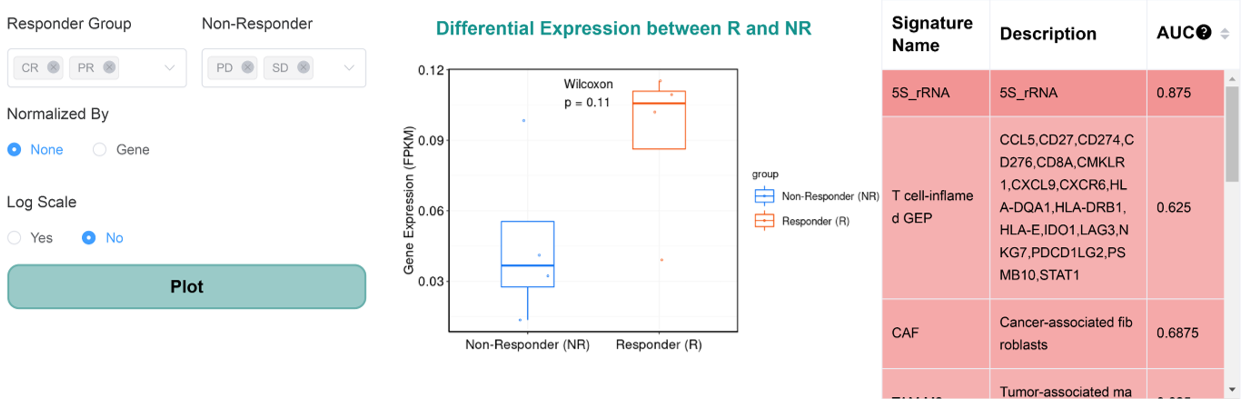 Responder Group
Non-Responder
CR
PR
PD
SD
Normalized By
None
Gene
Log Scale
Yes
No
Plot
Differential Expression between R and NR
0.12
0.09
0.06
0.03
Gene Expression (FPKM)
Wilcoxon
p = 0.11
Non-Responder (NR)
Responder (R)
group
Non-Responder (NR)
Responder (R)
Signature
Name
Description
AUC?
5S_rRNA
5S_rRNA
0.875
T cell-inflame
d GEP
CCL5,CD27,CD274,C
D276,CD8A,CMKLR
1,CXCL9,CXCR6,HL
A-DQA1,HLA-DRB1,
HLA-E,IDO1,LAG3,N
KG7,PDCD1LG2,PS
MB10,STAT1
0.625
CAF
Cancer-associated fib
roblasts
0.6875
Tumor-associated ma